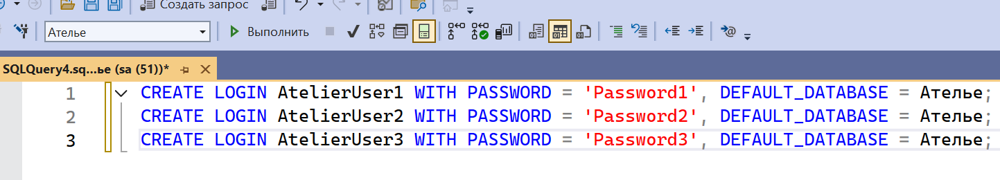 Создать запрос
Ателье
Выполнить
SQLQuery4.sq...ье (sa (51))*
1 CREATE LOGIN AtelierUser1 WITH PASSWORD = 'Password1', DEFAULT_DATABASE = Ателье;
2 CREATE LOGIN AtelierUser2 WITH PASSWORD = 'Password2', DEFAULT_DATABASE = Ателье;
3 CREATE LOGIN AtelierUser3 WITH PASSWORD = 'Password3', DEFAULT_DATABASE = Ателье;